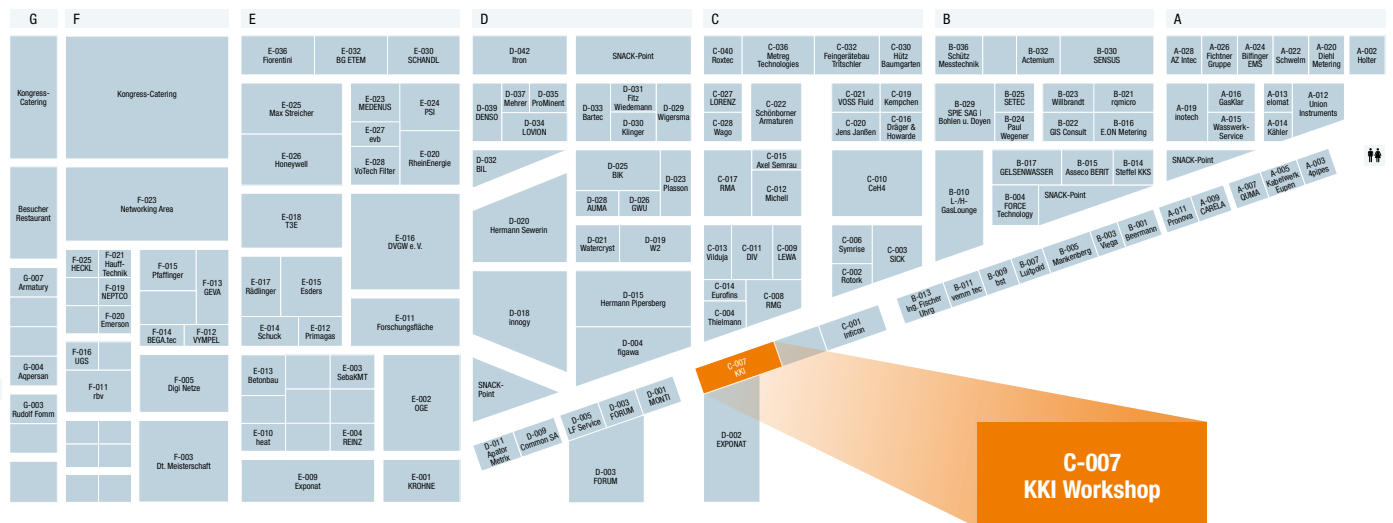 G
F
E
D
C
B
A
Kongress-
Catering
Besucher
Restaurant
G-007
Armatury
G-004
Aqpersan
G-003
Rudolf Fomm
Kongress-Catering
F-023
Networking Area
F-025
HECKL
F-021
Hauff-
Technik
F-019
NEPTCO
F-020
Emerson
F-015
Pfaffinger
F-013
GEVA
F-014
BEGA.tec
F-012
VYMPEL
F-016
UGS
F-011
rbv
F-005
Digi Netze
F-003
Dt. Meisterschaft
E-036
Fiorentini
E-032
BG ETEM
E-030
SCHANDL
E-025
Max Streicher
E-023
MEDENUS
E-024
PSI
E-027
evb
E-026
Honeywell
E-028
VoTech Filter
E-020
RheinEnergie
E-018
T3E
E-016
DVGW e. V.
E-017
Rädlinger
E-015
Esders
E-014
Schuck
E-012
Primagas
E-011
Forschungsfläche
E-013
Betonbau
E-003
SebaKMT
E-002
OGE
E-010
heat
E-004
REINZ
E-009
Exponat
E-001
KROHNE
D-042
Itron
SNACK-Point
D-039
DENSO
D-037
Mehrer
D-035
ProMinent
D-034
LOVION
D-033
Bartec
D-031
Fitz
Wiedemann
D-030
Klinger
D-029
Wigersma
D-032
BIL
D-025
BIK
D-023
Plasson
D-028
AUMA
D-026
GWU
D-020
Hermann Sewerin
D-021
Watercryst
D-019
W2
D-018
innogy
D-015
Hermann Pipersberg
D-004
figawa
SNACK-
Point
D-011
Apator
Metrix
D-009
Common SA
D-005
LF Service
D-003
FORUM
D-001
MONTI
D-003
FORUM
C-040
Roxtec
C-036
Metreg
Technologies
C-032
Feingerätebau
Tritschler
C-030
Hütz
Baumgarten
C-027
LORENZ
C-028
Wago
C-022
Schönborner
Armaturen
C-021
VOSS Fluid
C-019
Kempchen
C-020
Jens Janßen
C-016
Dräger &
Howarde
C-017
RMA
C-015
Axel Semrau
C-012
Michell
C-010
CeH4
C-013
Viiduja
C-011
DIV
C-009
LEWA
C-006
Symrise
C-003
SICK
C-002
Rotork
C-014
Eurofins
C-008
RMG
C-004
Thielmann
C-007
KKI
C-001
Inficon
D-002
EXPONAT
B-036
Schütz
Messtechnik
B-032
Actemium
B-030
SENSUS
B-029
SPIE SAG |
Bohlen u. Doyen
B-025
SETEC
B-024
Paul
Wegener
B-023
Willbrandt
B-021
rqmicro
B-022
GIS Consult
B-016
E.ON Metering
B-017
GELSENWASSER
B-015
Asseco BERIT
B-014
Steffel KKS
B-010
L-/H-
GasLounge
B-004
FORCE
Technology
SNACK-Point
B-013
Ing. Fischer
Uhrg
B-011
vemm tec
B-009
bst
B-007
Luitpold
B-005
Mankenberg
B-003
Viega
B-001
Beermann
A-028
AZ Intec
A-026
Fichtner
Gruppe
A-024
Bilfinger
EMS
A-022
Schwelm
A-020
Diehl
Metering
A-002
Holter
A-019
inotech
A-016
GasKlar
A-015
Wasswerk-
Service
A-013
elomat
A-014
Kähler
A-012
Union
Instruments
SNACK-Point
A-011
Pronova
A-009
CARELA
A-007
QUMA
A-005
Kabelwerk
Eupen
A-003
4pipes
C-007
KKI Workshop